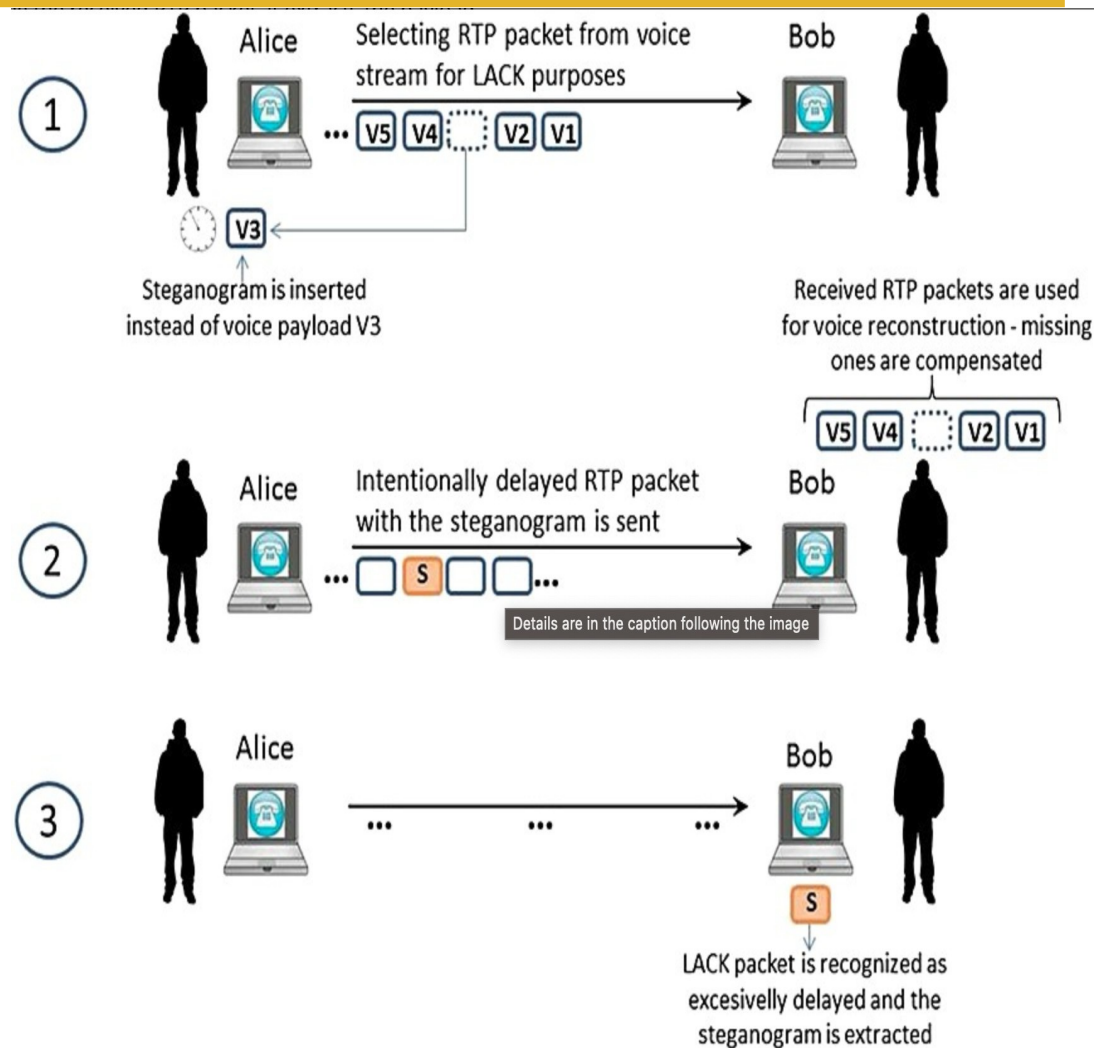 Alice
Selecting RTP packet from voice
stream for LACK purposes
Bob
1
... V5 V4 V2 V1
V3
Steganogram is inserted
instead of voice payload V3
Received RTP packets are used
for voice reconstruction - missing
ones are compensated
V5 V4 V2 V1
Alice
Intentionally delayed RTP packet
with the steganogram is sent
Bob
2
... S ...
Details are in the caption following the image
Alice
Bob
3
... ... ...
S
LACK packet is recognized as
excesivelly delayed and the
steganogram is extracted